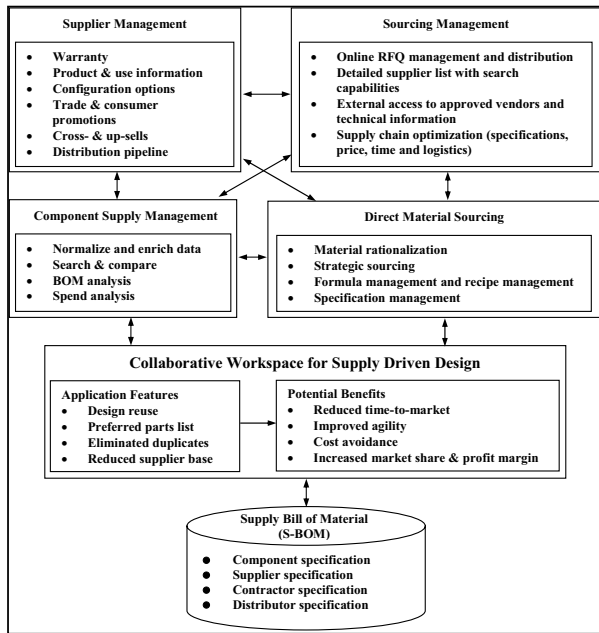 Supplier Management
• Warranty
• Product & use information
• Configuration options
• Trade & consumer
promotions
• Cross- & up-sells
• Distribution pipeline
Sourcing Management
• Online RFQ management and distribution
• Detailed supplier list with search
capabilities
• External access to approved vendors and
technical information
• Supply chain optimization (specifications,
price, time and logistics)
Component Supply Management
• Normalize and enrich data
• Search & compare
• BOM analysis
• Spend analysis
Direct Material Sourcing
• Material rationalization
• Strategic sourcing
• Formula management and recipe management
• Specification management
Collaborative Workspace for Supply Driven Design
Application Features
• Design reuse
• Preferred parts list
• Eliminated duplicates
• Reduced supplier base
Potential Benefits
• Reduced time-to-market
• Improved agility
• Cost avoidance
• Increased market share & profit margin
Supply Bill of Material
(S-BOM)
● Component specification
● Supplier specification
● Contractor specification
● Distributor specification